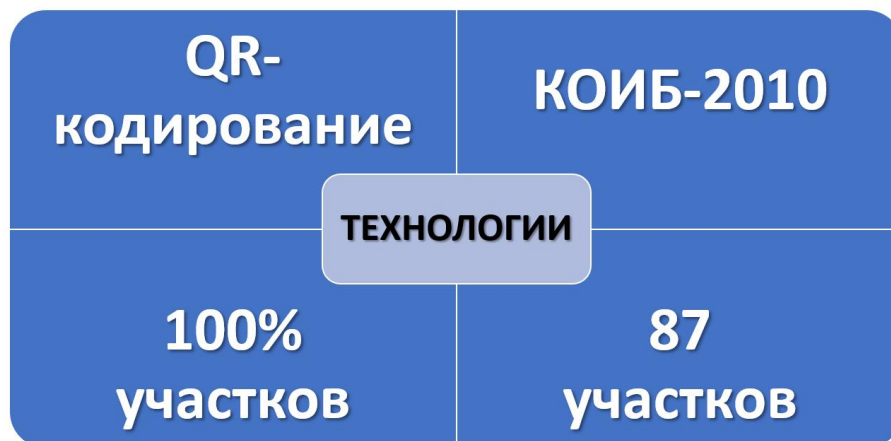 QR-
кодирование
КОИБ-2010
ТЕХНОЛОГИИ
100%
участков
87
участков